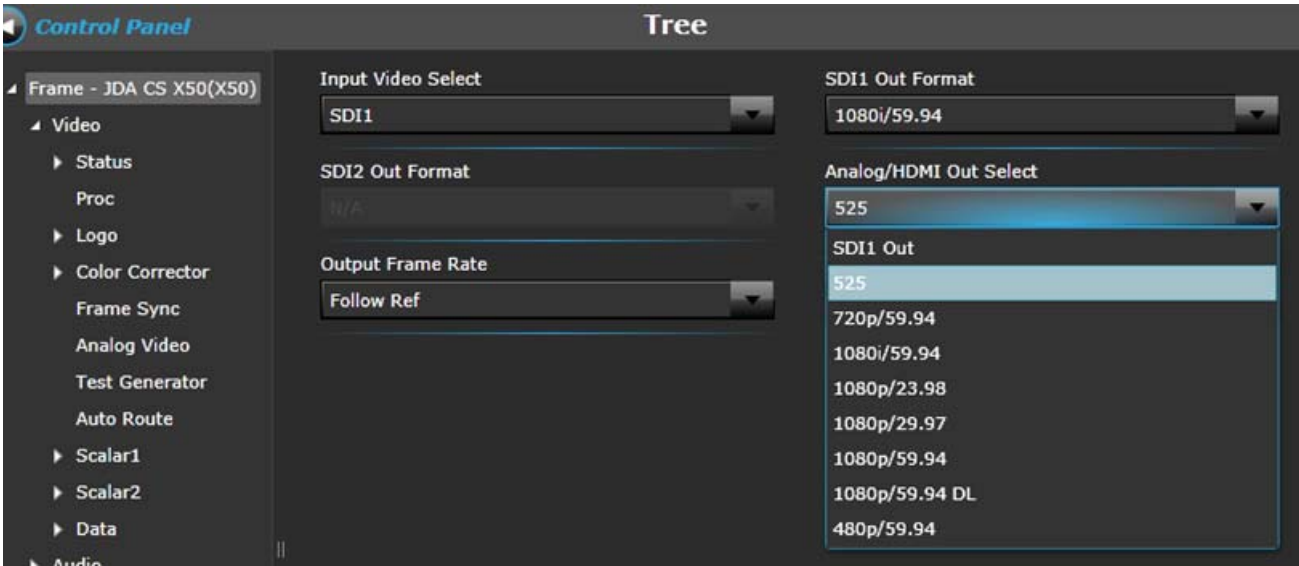 Control Panel
Tree
Frame - JDA CS X50(X50)
Video
Status
Proc
Logo
Color Corrector
Frame Sync
Analog Video
Test Generator
Auto Route
Scalar1
Scalar2
Data
Audio
Input Video Select
SDI1
SDI2 Out Format
N/A
Output Frame Rate
Follow Ref
SDI1 Out Format
1080i/59.94
Analog/HDMI Out Select
525
SDI1 Out
525
720p/59.94
1080i/59.94
1080p/23.98
1080p/29.97
1080p/59.94
1080p/59.94 DL
480p/59.94